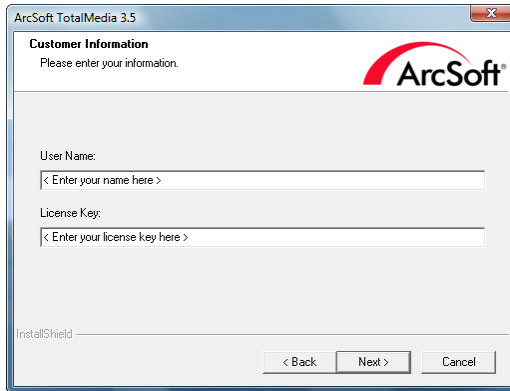 ArcSoft TotalMedia 3.5
Customer Information
Please enter your information.
ArcSoft®
User Name:
< Enter your name here >
License Key:
< Enter your license key here >
InstallShield
< Back Next > Cancel